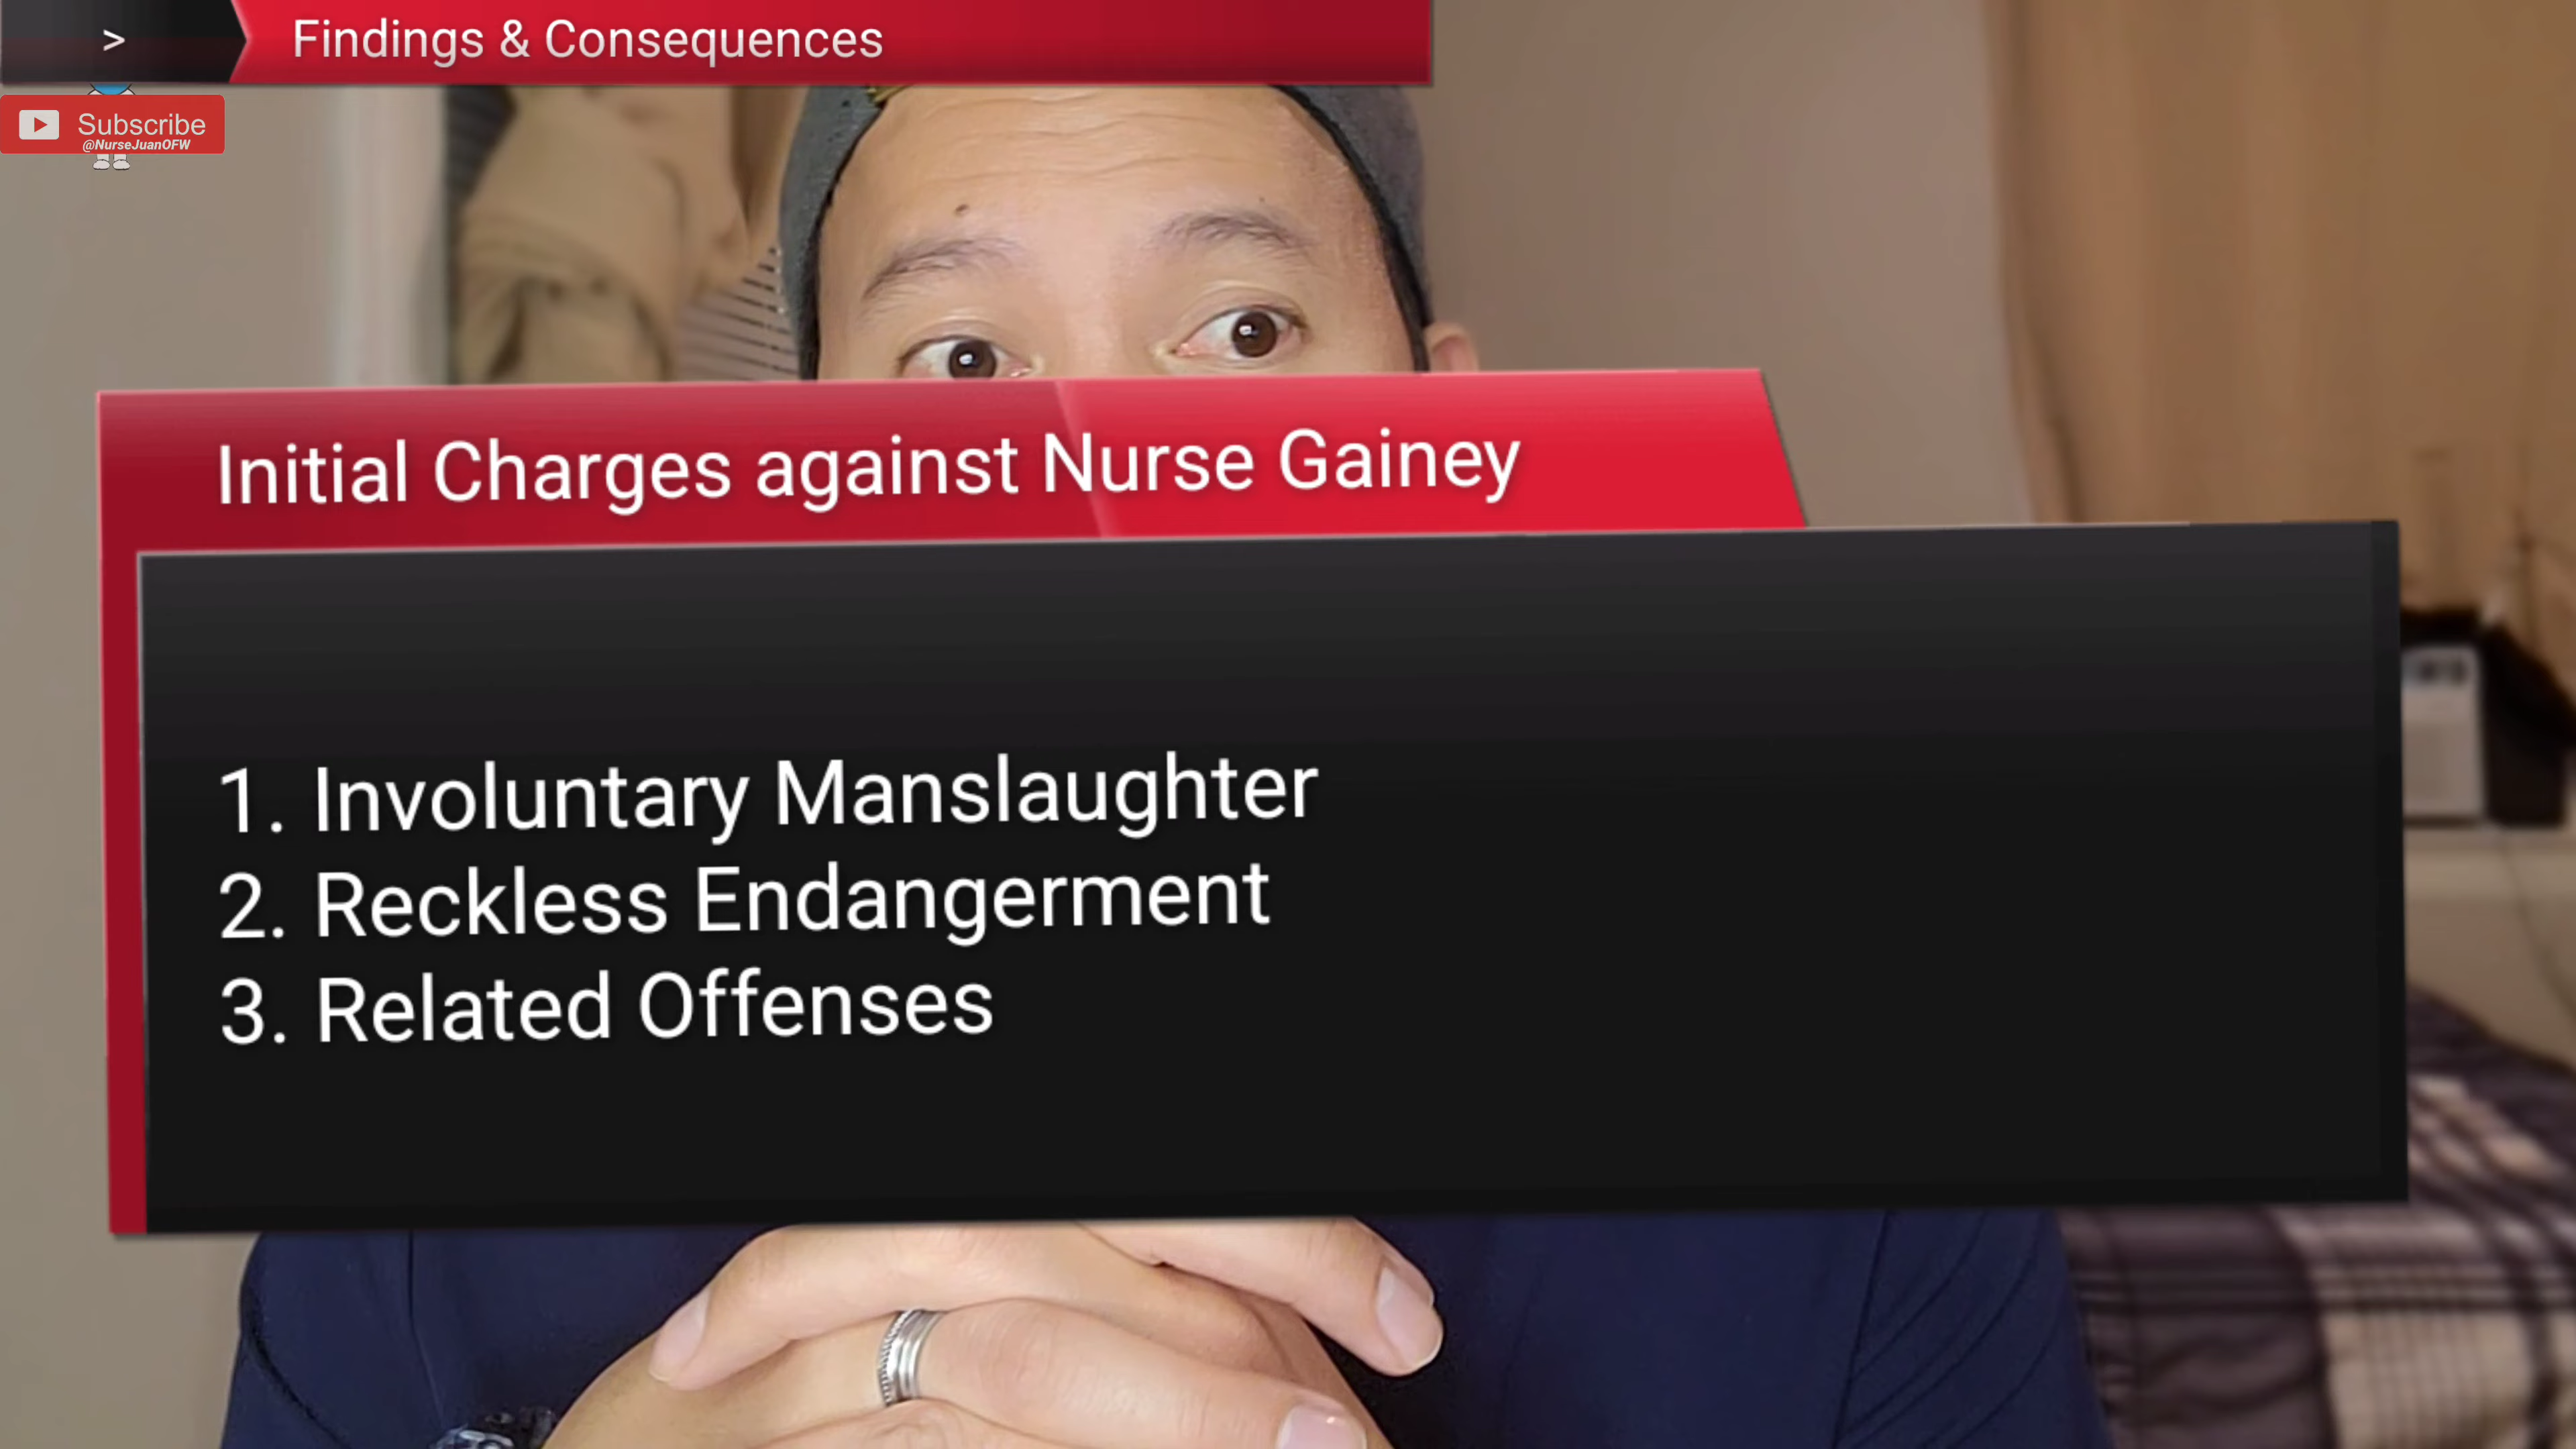 >
Findings & Consequences
Subscribe
@NurseJuanOFW
Initial Charges against Nurse Gainey
1. Involuntary Manslaughter
2. Reckless Endangerment
3. Related Offenses